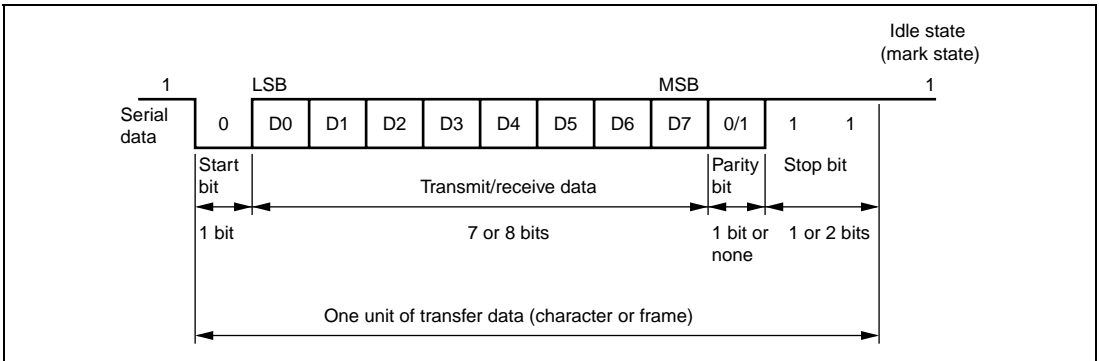 Idle state
(mark state)
1 LSB MSB 1
Serial
data
0 D0 D1 D2 D3 D4 D5 D6 D7 0/1 1 1
Start
bit
Transmit/receive data
Parity
bit
Stop bit
1 bit
7 or 8 bits
1 bit or
none
1 or 2 bits
One unit of transfer data (character or frame)